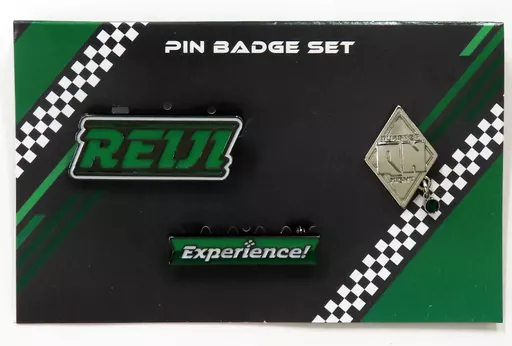 PIN BADGE SET
REIJI
Experience!